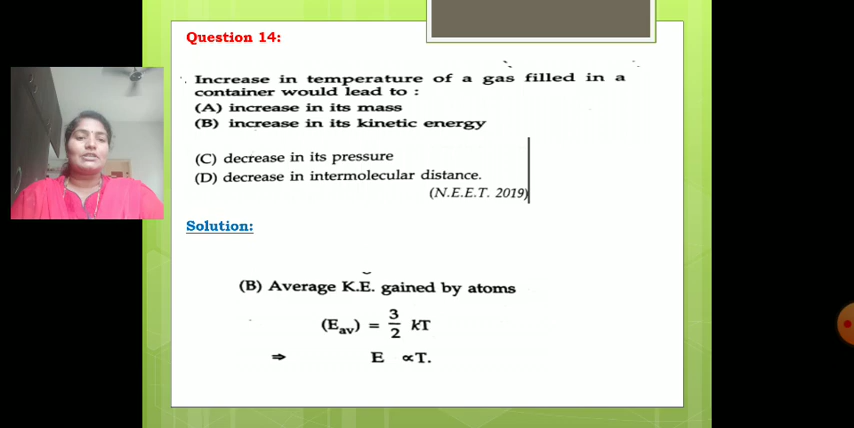 Question 14:
Increase in temperature of a gas filled in a
container would lead to :
(A) increase in its mass
(B) increase in its kinetic energy
(C) decrease in its pressure
(D) decrease in intermolecular distance.
(N.E.E.T. 2019)
Solution:
(B) Average K.E. gained by atoms
(Eav) = 3/2 kT
⇒ E ∝T.